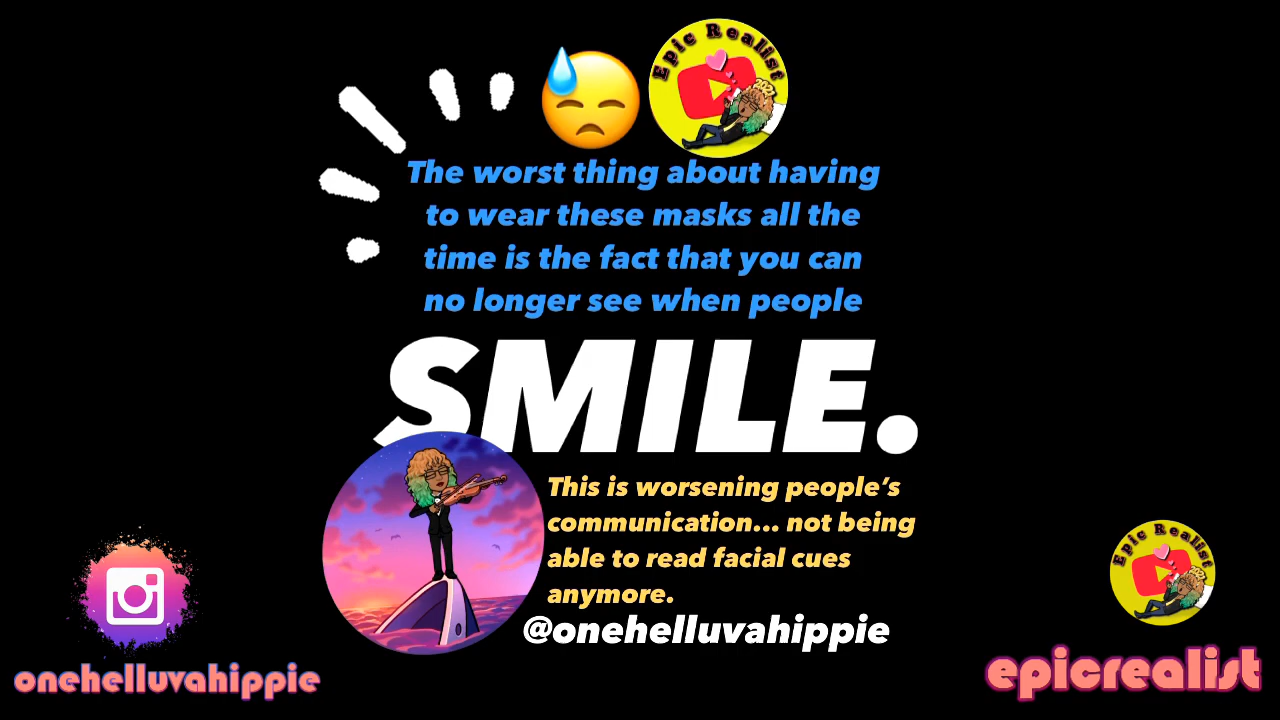 Epic Realist
2021
The worst thing about having
to wear these masks all the
time is the fact that you can
no longer see when people
SMILE.
This is worsening people’s
communication... not being
able to read facial cues
anymore.
@onehelluvahippie
Epic Realist
onehelluvahippie
epicrealist